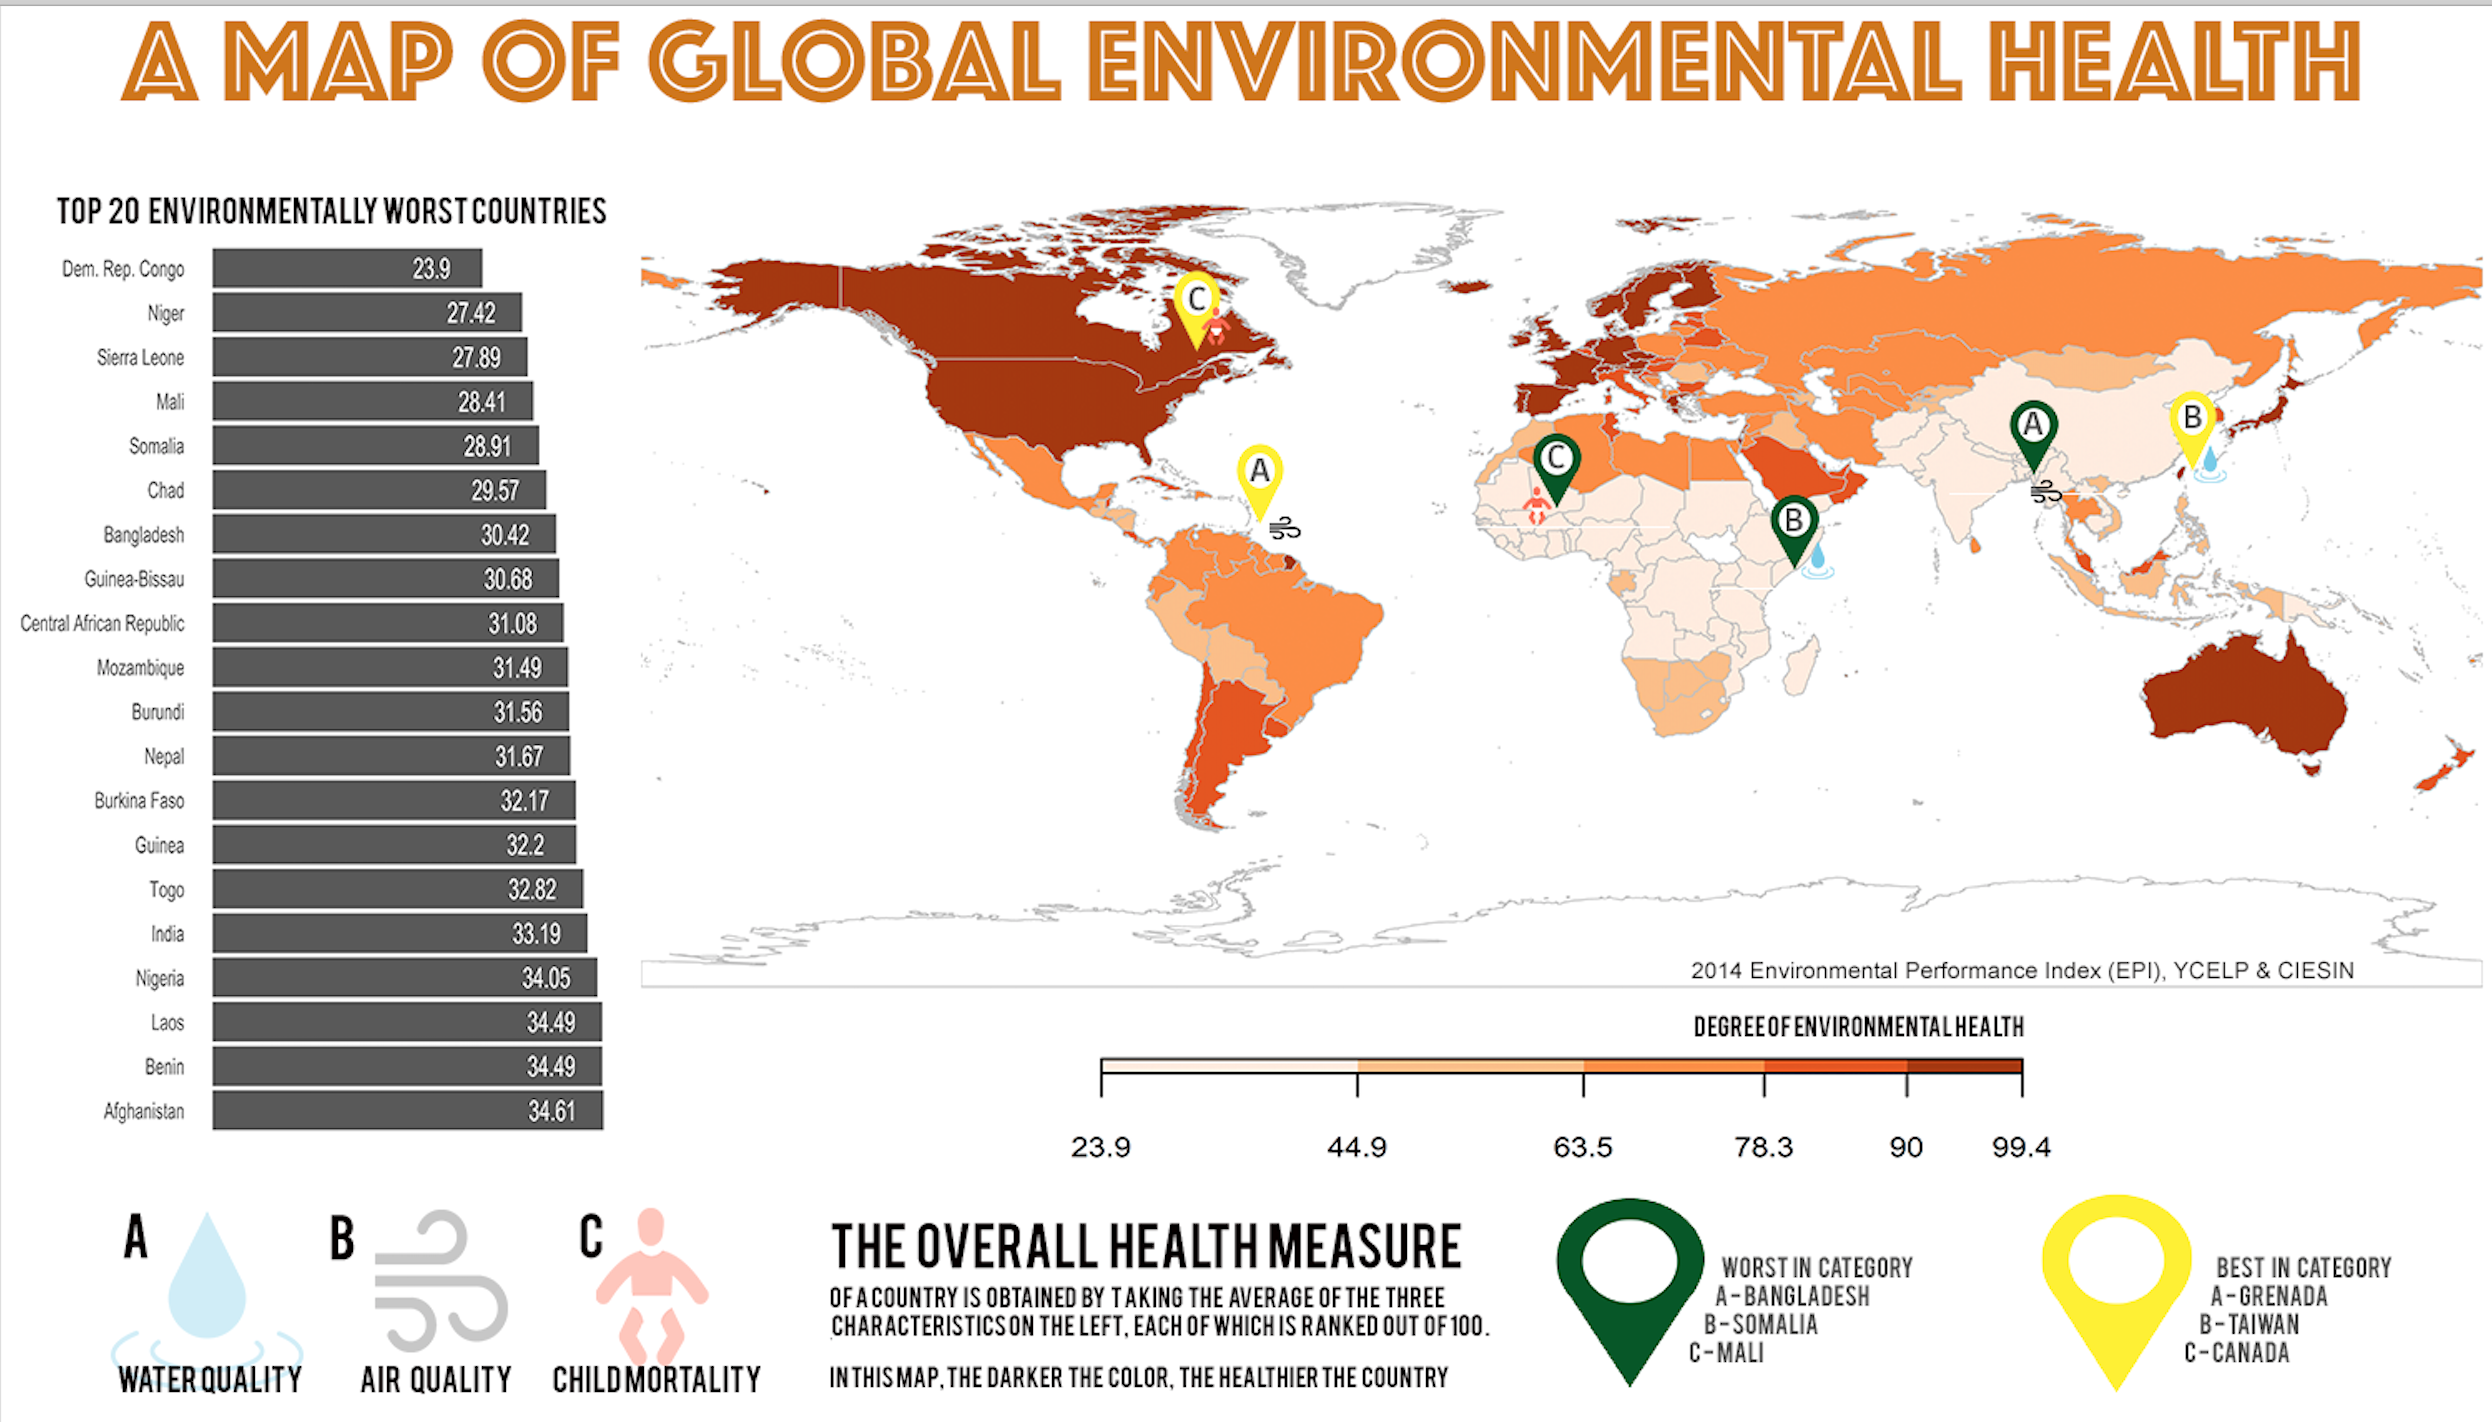 A MAP OF GLOBAL ENVIRONMENTAL HEALTH
TOP 20 ENVIRONMENTALLY WORST COUNTRIES
Dem. Rep. Congo 23.9
Niger 27.42
Sierra Leone 27.89
Mali 28.41
Somalia 28.91
Chad 29.57
Bangladesh 30.42
Guinea-Bissau 30.68
Central African Republic 31.08
Mozambique 31.49
Burundi 31.56
Nepal 31.67
Burkina Faso 32.17
Guinea 32.2
Togo 32.82
India 33.19
Nigeria 34.05
Laos 34.49
Benin 34.49
Afghanistan 34.61
C
A
C
B
A
B
2014 Environmental Performance Index (EPI), YCELP & CIESIN
DEGREE OF ENVIRONMENTAL HEALTH
23.9 44.9 63.5 78.3 90 99.4
A
WATER QUALITY
B
AIR QUALITY
C
CHILD MORTALITY
THE OVERALL HEALTH MEASURE
OF A COUNTRY IS OBTAINED BY TAKING THE AVERAGE OF THE THREE
CHARACTERISTICS ON THE LEFT, EACH OF WHICH IS RANKED OUT OF 100.
IN THIS MAP, THE DARKER THE COLOR, THE HEALTHIER THE COUNTRY
WORST IN CATEGORY
A-BANGLADESH
B-SOMALIA
C-MALI
BEST IN CATEGORY
A-GRENADA
B-TAIWAN
C-CANADA